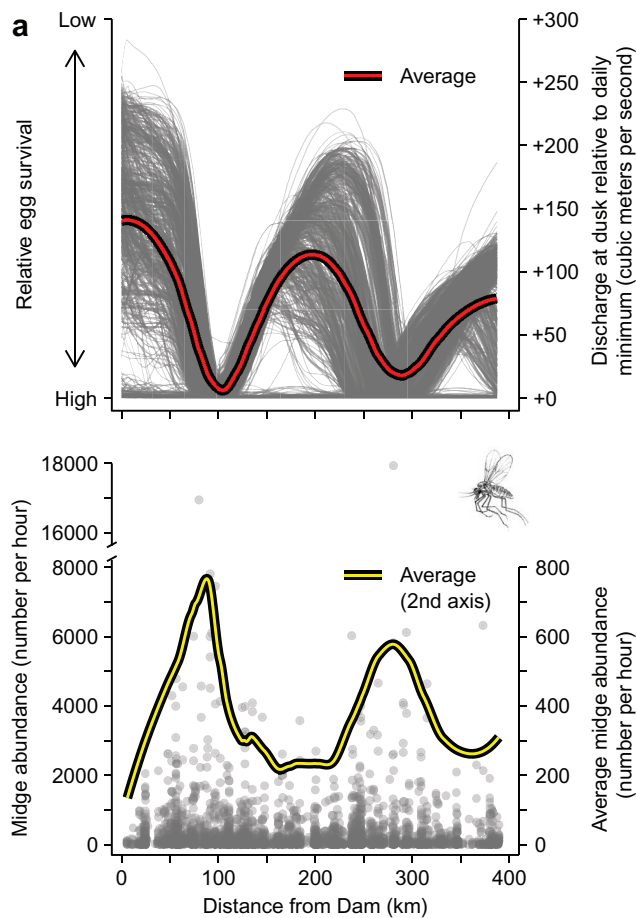 a
Low
High
Relative egg survival
Average
+300
+250
+200
+150
+100
+50
+0
Discharge at dusk relative to daily
minimum (cubic meters per second)
18000
16000
8000
6000
4000
2000
0
Midge abundance (number per hour)
Average
(2nd axis)
800
600
400
200
0
Average midge abundance
(number per hour)
0
100
200
300
400
Distance from Dam (km)